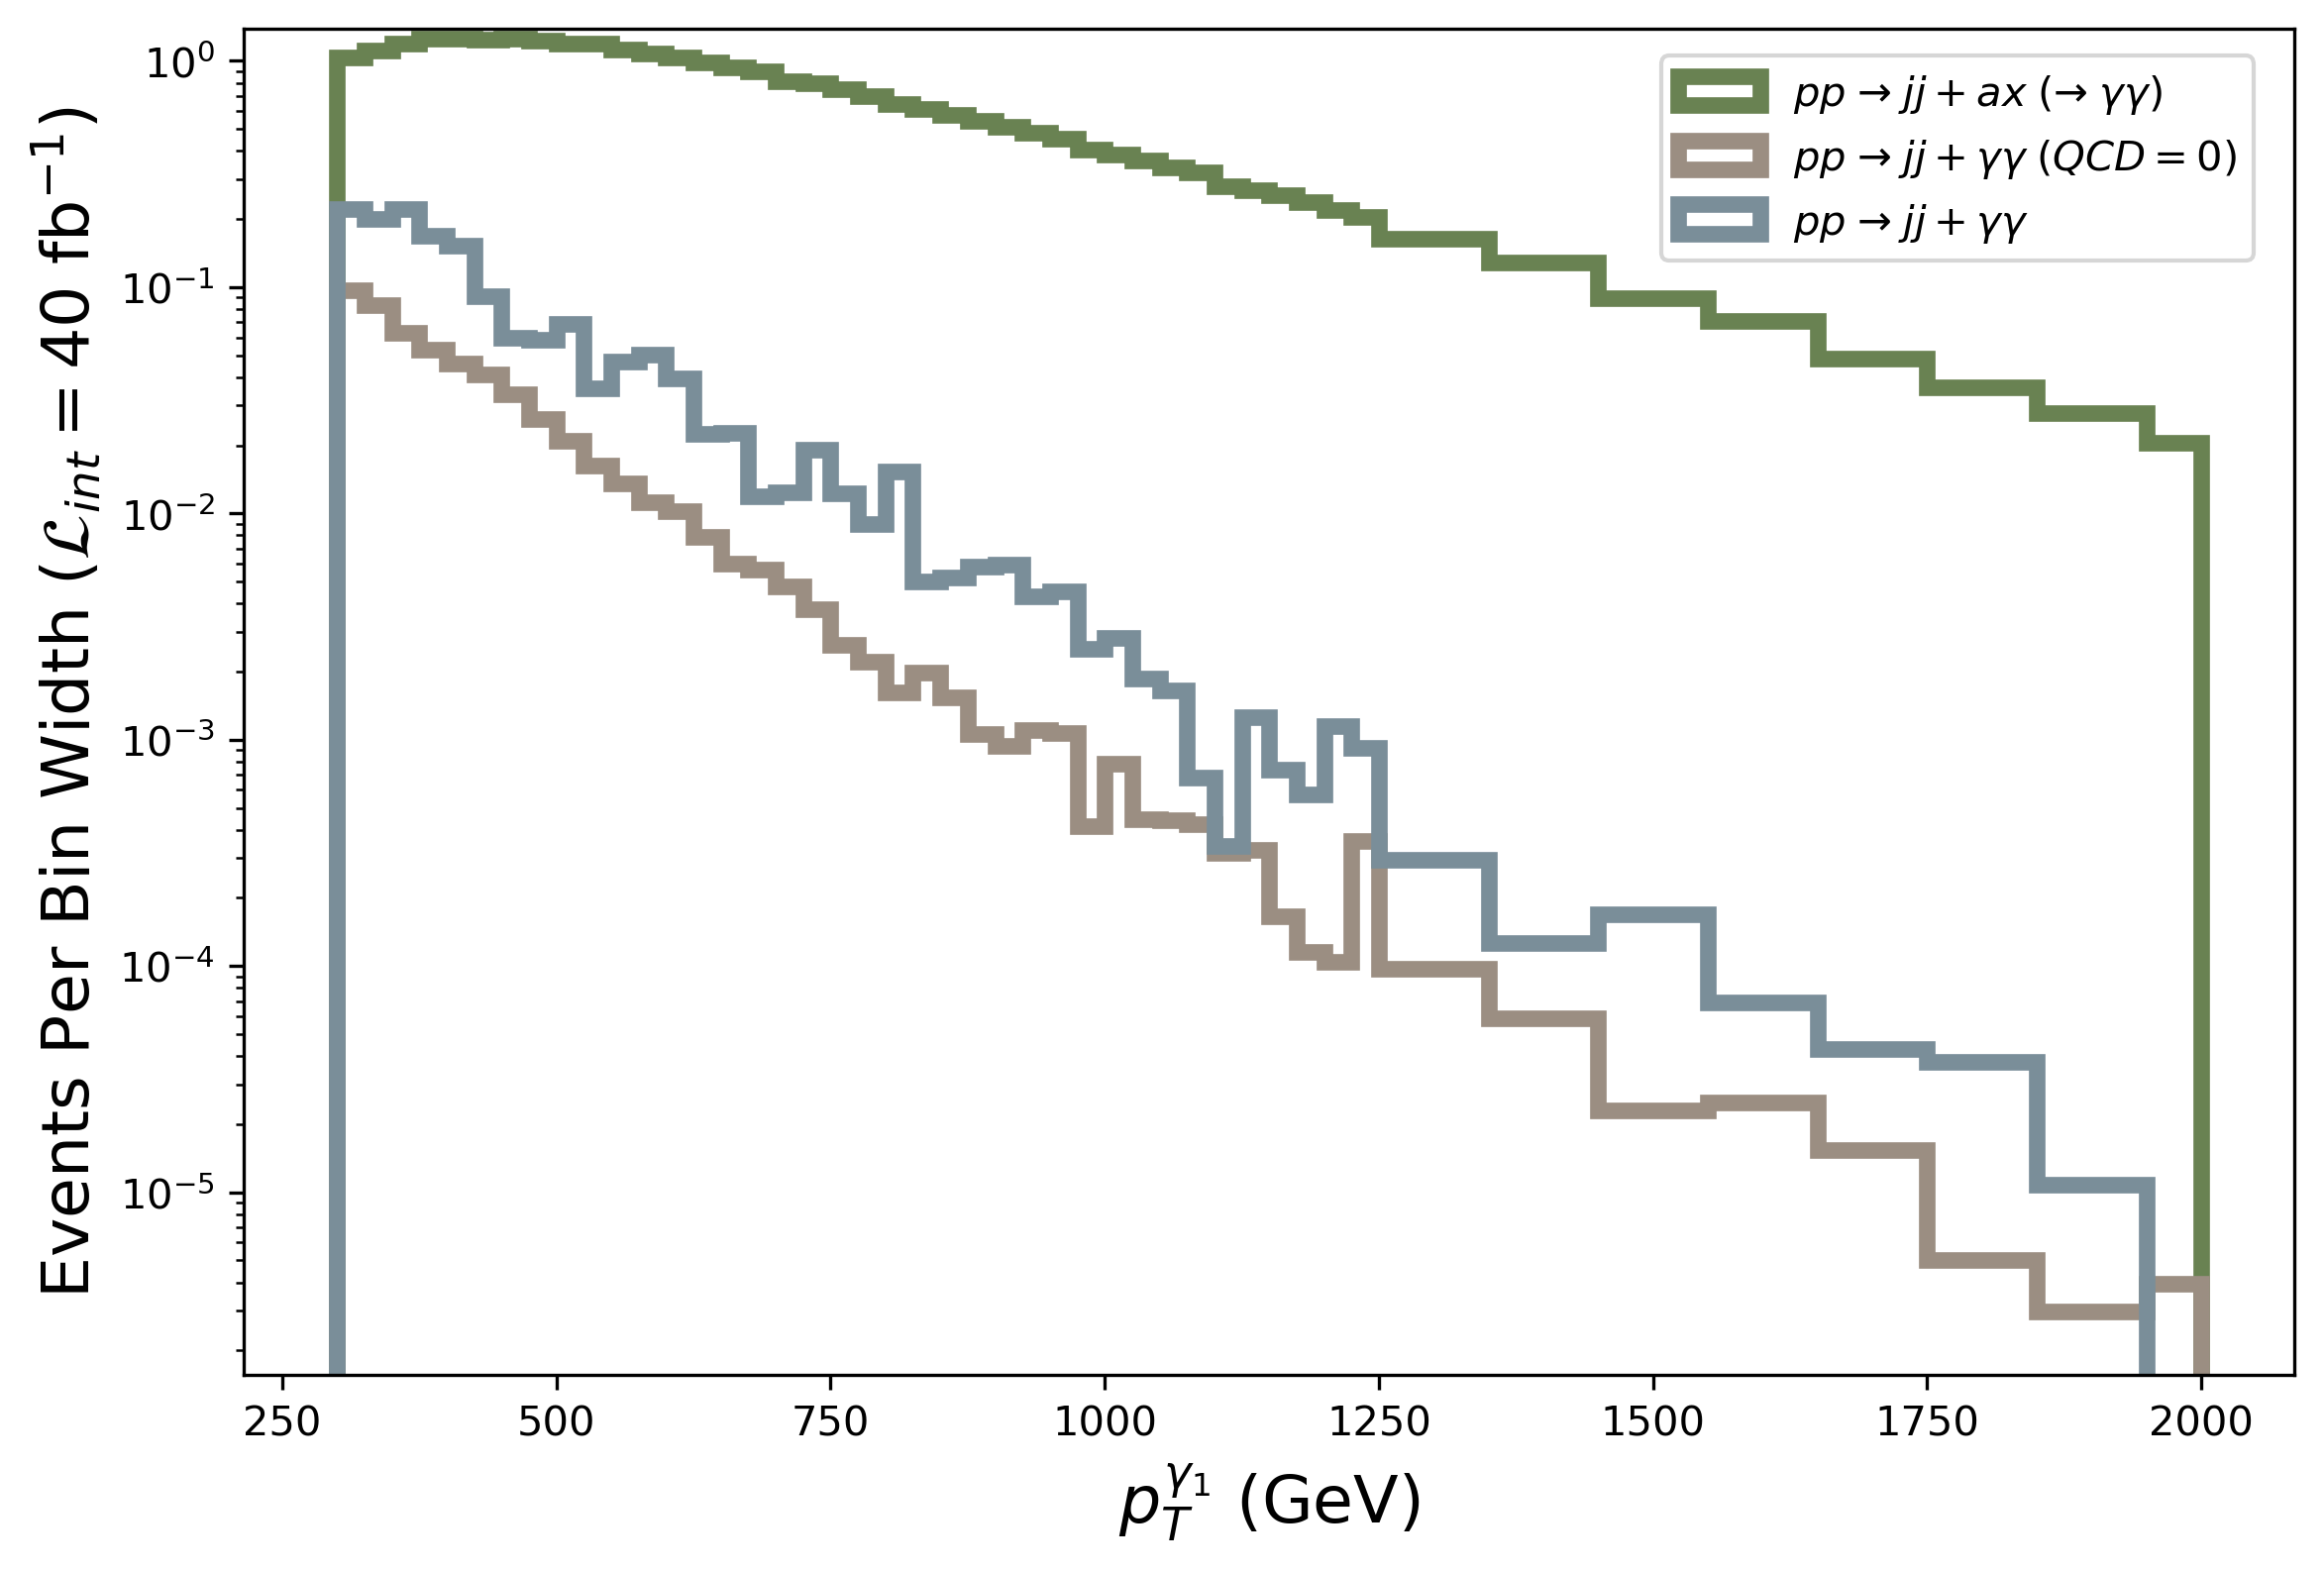 Events Per Bin Width (ℒ_int = 40 fb⁻¹)
10⁰
10⁻¹
10⁻²
10⁻³
10⁻⁴
10⁻⁵
pp → jj + ax (→ γγ)
pp → jj + γγ (QCD = 0)
pp → jj + γγ
250 500 750 1000 1250 1500 1750 2000
p_T^{γ₁} (GeV)